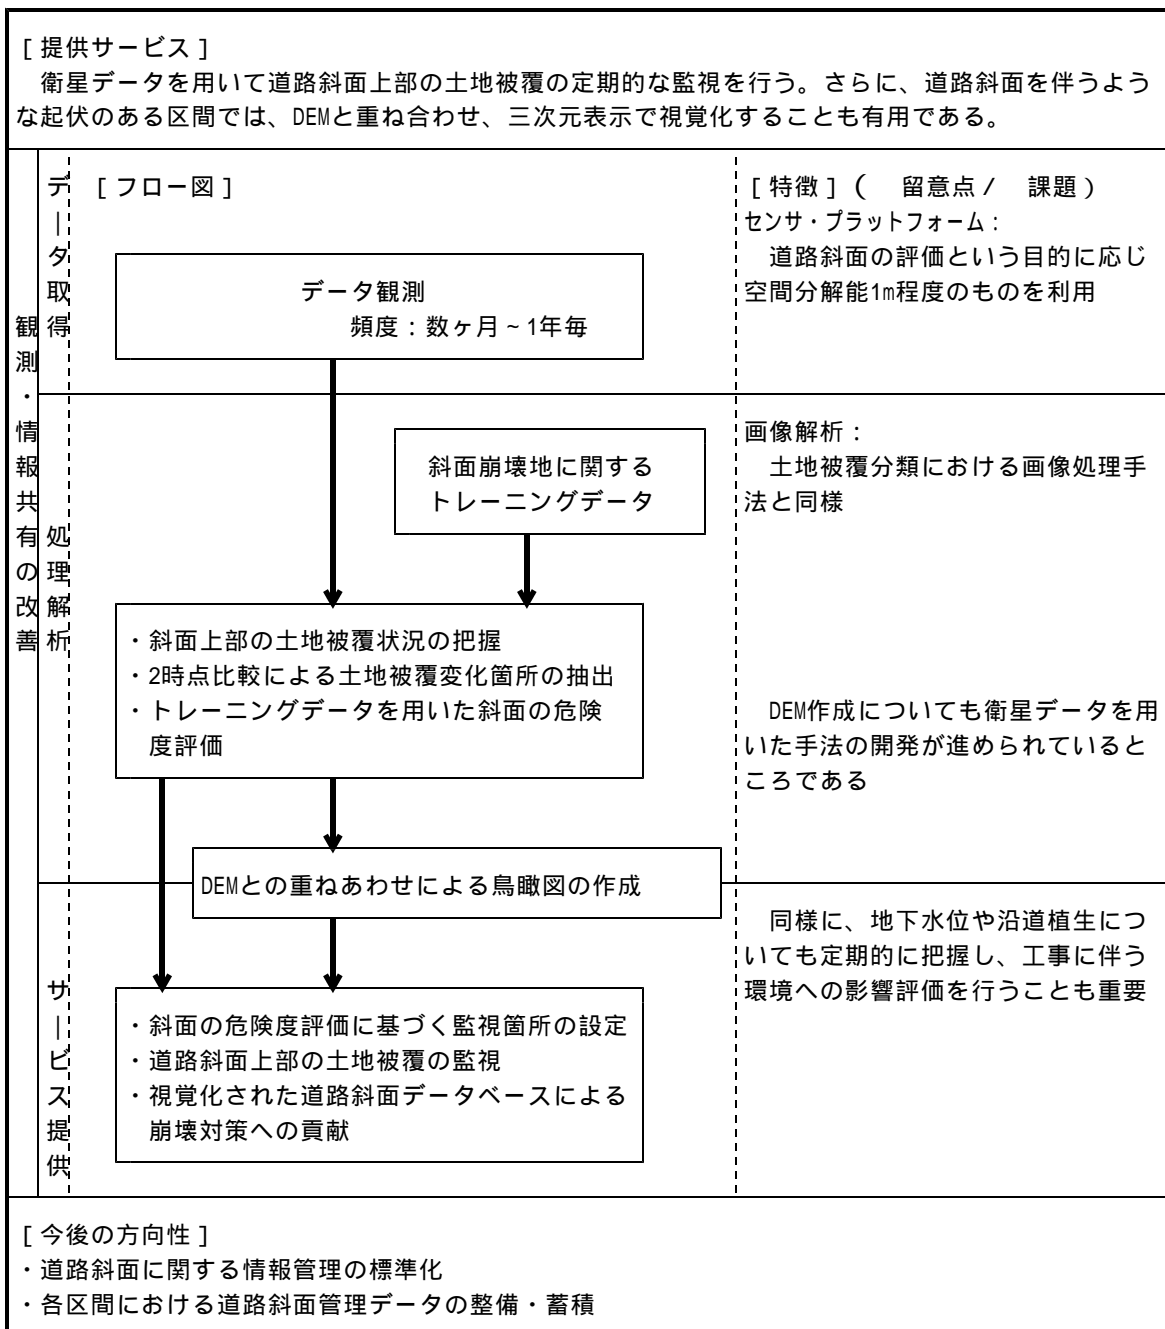 [提供サービス]
衛星データを用いて道路斜面上部の土地被覆の定期的な監視を行う。さらに、道路斜面を伴うよう
な起伏のある区間では、DEMと重ね合わせ、三次元表示で視覚化することも有用である。
観測・情報共有の改善
データ取得
[フロー図]
データ観測
頻度：数ヶ月~1年毎
[特徴]( 留意点/ 課題)
センサ・プラットフォーム：
道路斜面の評価という目的に応じ
空間分解能1m程度のものを利用
処理解析
斜面崩壊地に関する
トレーニングデータ
・斜面上部の土地被覆状況の把握
・2時点比較による土地被覆変化箇所の抽出
・トレーニングデータを用いた斜面の危険
度評価
DEMとの重ねあわせによる鳥瞰図の作成
画像解析：
土地被覆分類における画像処理手
法と同様
DEM作成についても衛星データを用
いた手法の開発が進められていると
ころである
サービス提供
・斜面の危険度評価に基づく監視箇所の設定
・道路斜面上部の土地被覆の監視
・視覚化された道路斜面データベースによる
崩壊対策への貢献
同様に、地下水位や沿道植生につ
いても定期的に把握し、工事に伴う
環境への影響評価を行うことも重要
[今後の方向性]
・道路斜面に関する情報管理の標準化
・各区間における道路斜面管理データの整備・蓄積